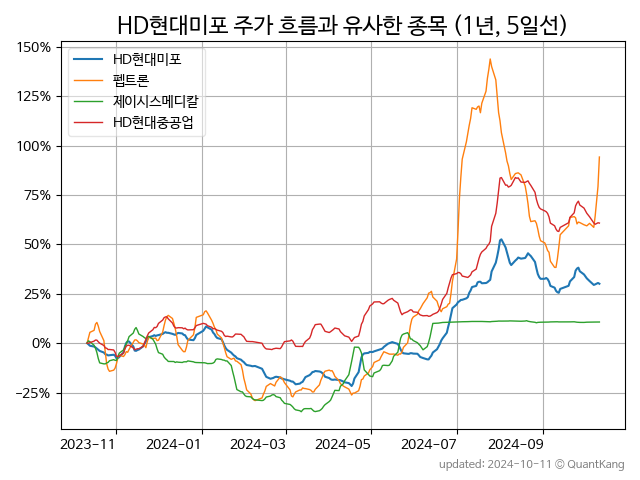 HD현대미포 주가 흐름과 유사한 종목 (1년, 5일선)
150%
125%
100%
75%
50%
25%
0%
−25%
HD현대미포
펩트론
제이시스메디칼
HD현대중공업
2023-11
2024-01
2024-03
2024-05
2024-07
2024-09
updated: 2024-10-11 © QuantKang